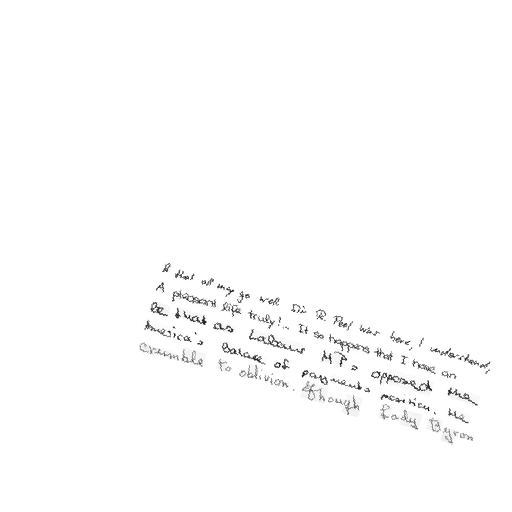 that all may go well Sir R. Peel was here, I understand,
A pleasant life truly!.. It so happens that I have an
be that as Labour M P s opposed the
America's balance of payments position. He
crumble to oblivion. Though Lady Byron